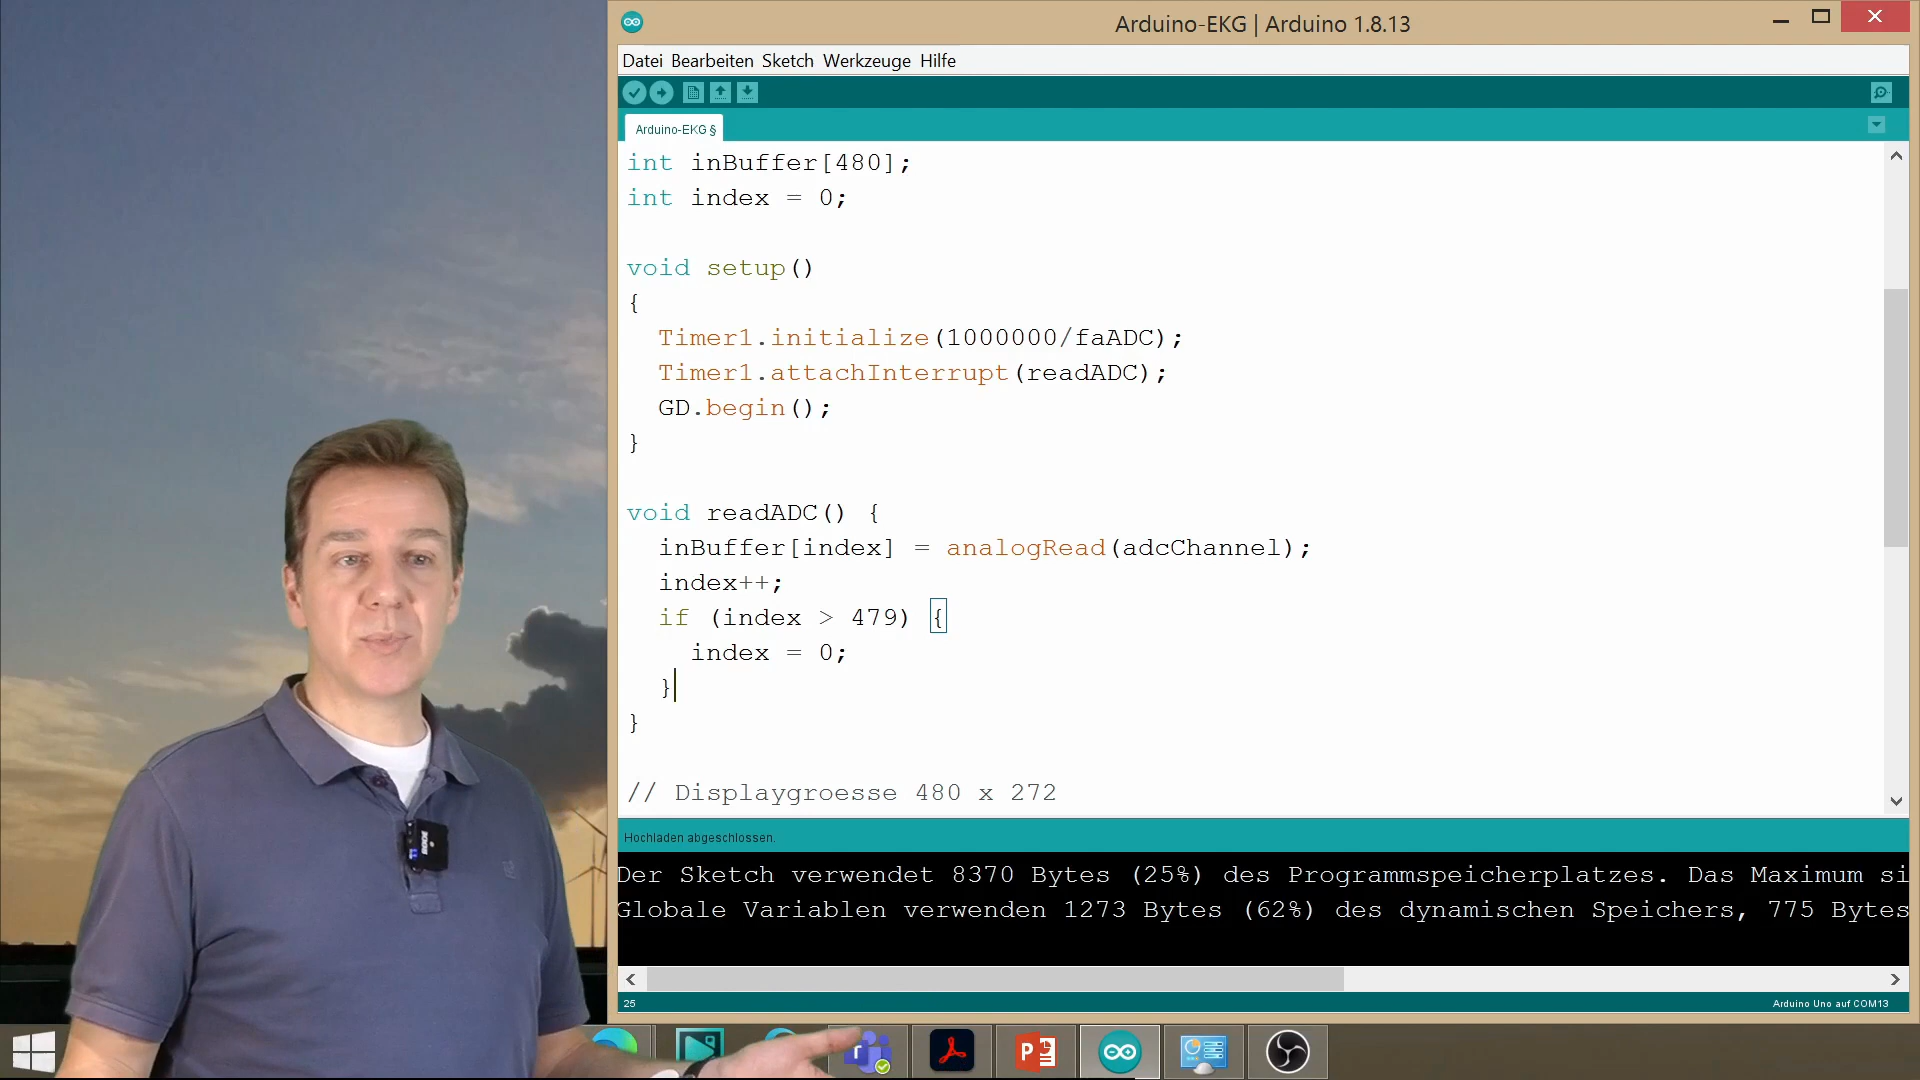 Arduino-EKG | Arduino 1.8.13
Datei Bearbeiten Sketch Werkzeuge Hilfe
Arduino-EKG §
int inBuffer[480];
int index = 0;
void setup()
{
Timer1.initialize(1000000/faADC);
Timer1.attachInterrupt(readADC);
GD.begin();
}
void readADC() {
inBuffer[index] = analogRead(adcChannel);
index++;
if (index > 479) {
index = 0;
}
}
// Displaygroesse 480 x 272
Hochladen abgeschlossen.
Der Sketch verwendet 8370 Bytes (25%) des Programmspeicherplatzes. Das Maximum si
Globale Variablen verwenden 1273 Bytes (62%) des dynamischen Speichers, 775 Bytes
25
Arduino Uno auf COM13
RODE